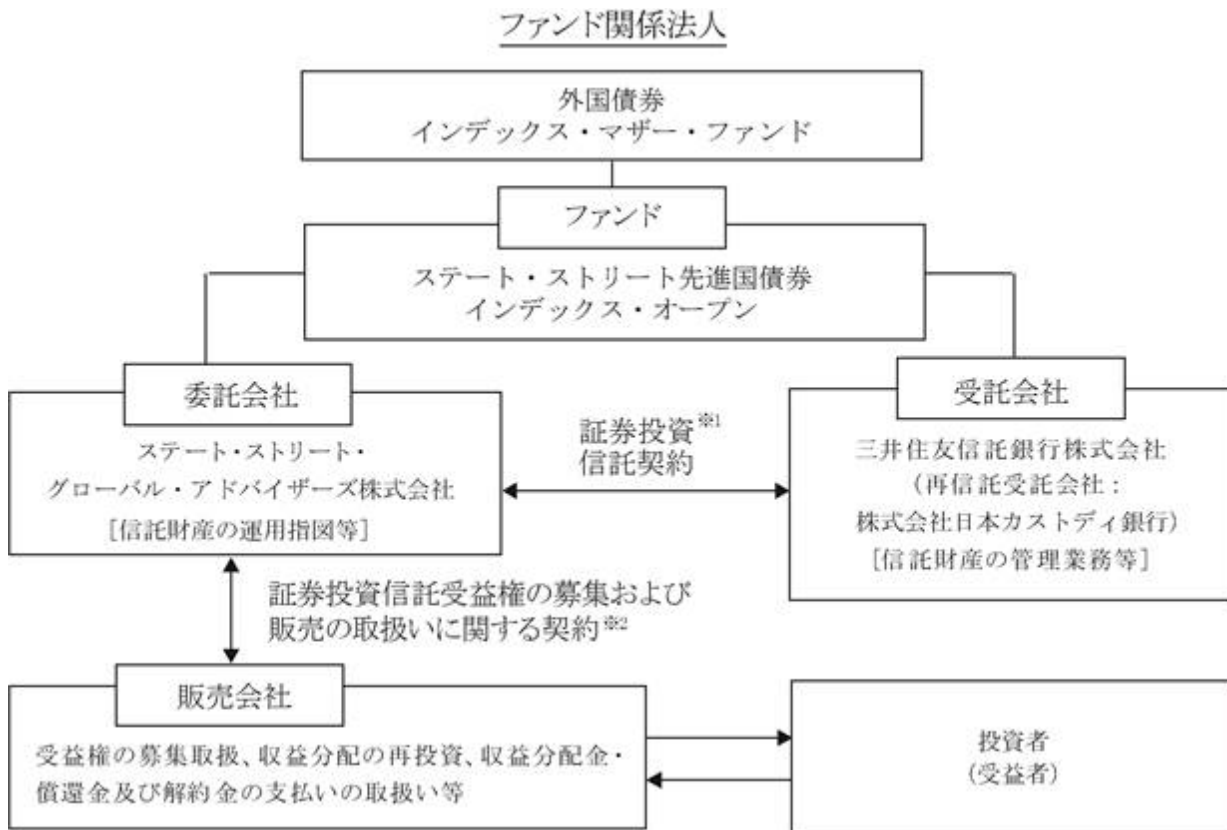 ファンド関係法人
外国債券
インデックス・マザー・ファンド
ファンド
ステート・ストリート先進国債券
インデックス・オープン
委託会社
ステート・ストリート・
グローバル・アドバイザーズ株式会社
[信託財産の運用指図等]
証券投資※1
信託契約
受託会社
三井住友信託銀行株式会社
(再信託受託会社:
株式会社日本カストディ銀行)
[信託財産の管理業務等]
証券投資信託受益権の募集および
販売の取扱いに関する契約※2
販売会社
受益権の募集取扱、収益分配の再投資、収益分配金・
償還金及び解約金の支払いの取扱い等
投資者
(受益者)